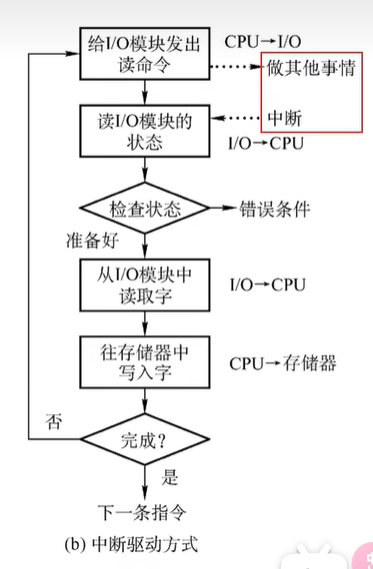 给I/O模块发出
读命令
CPU→I/O
做其他事情
读I/O模块的
状态
中断
I/O→CPU
检查状态
错误条件
准备好
从I/O模块中
读取字
I/O→CPU
往存储器中
写入字
CPU→存储器
否
完成?
是
下一条指令
(b) 中断驱动方式